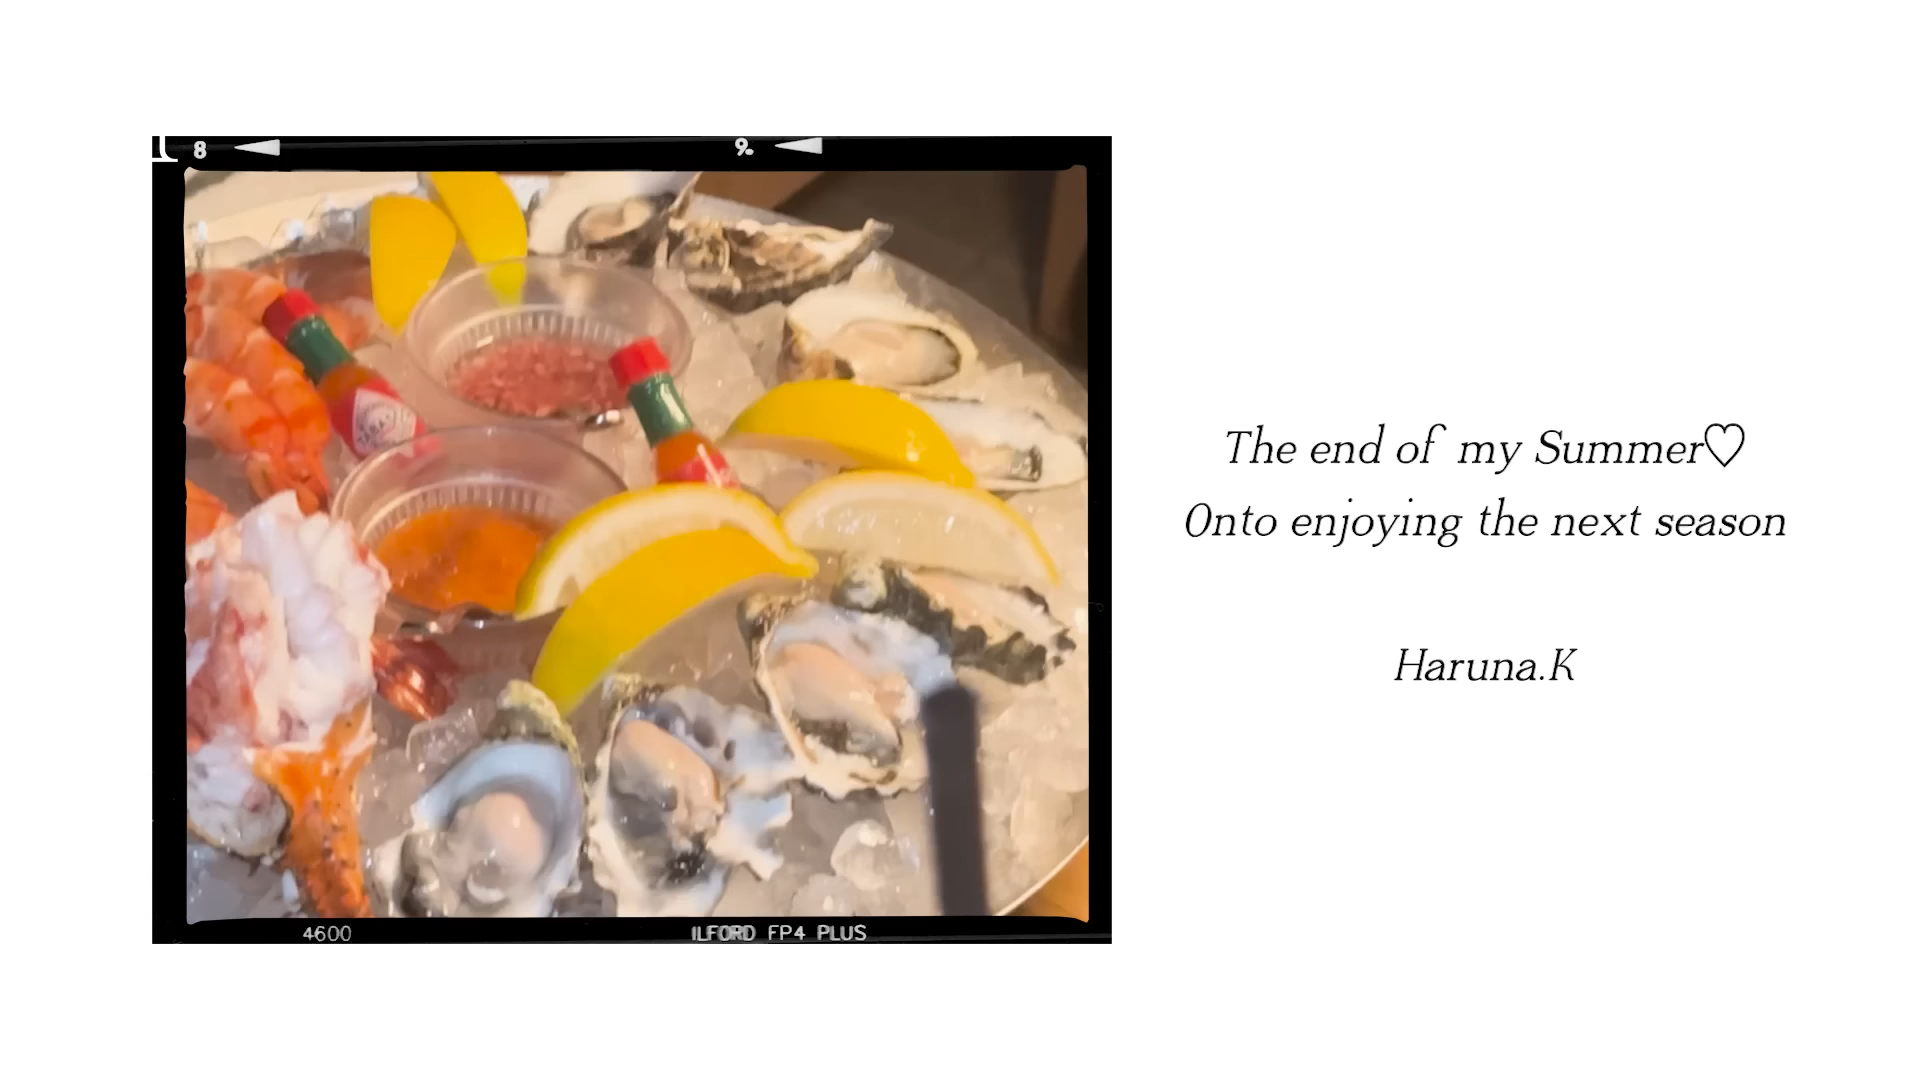 8
9
The end of my Summer♡
Onto enjoying the next season
Haruna.K
4600
ILFORD FP4 PLUS